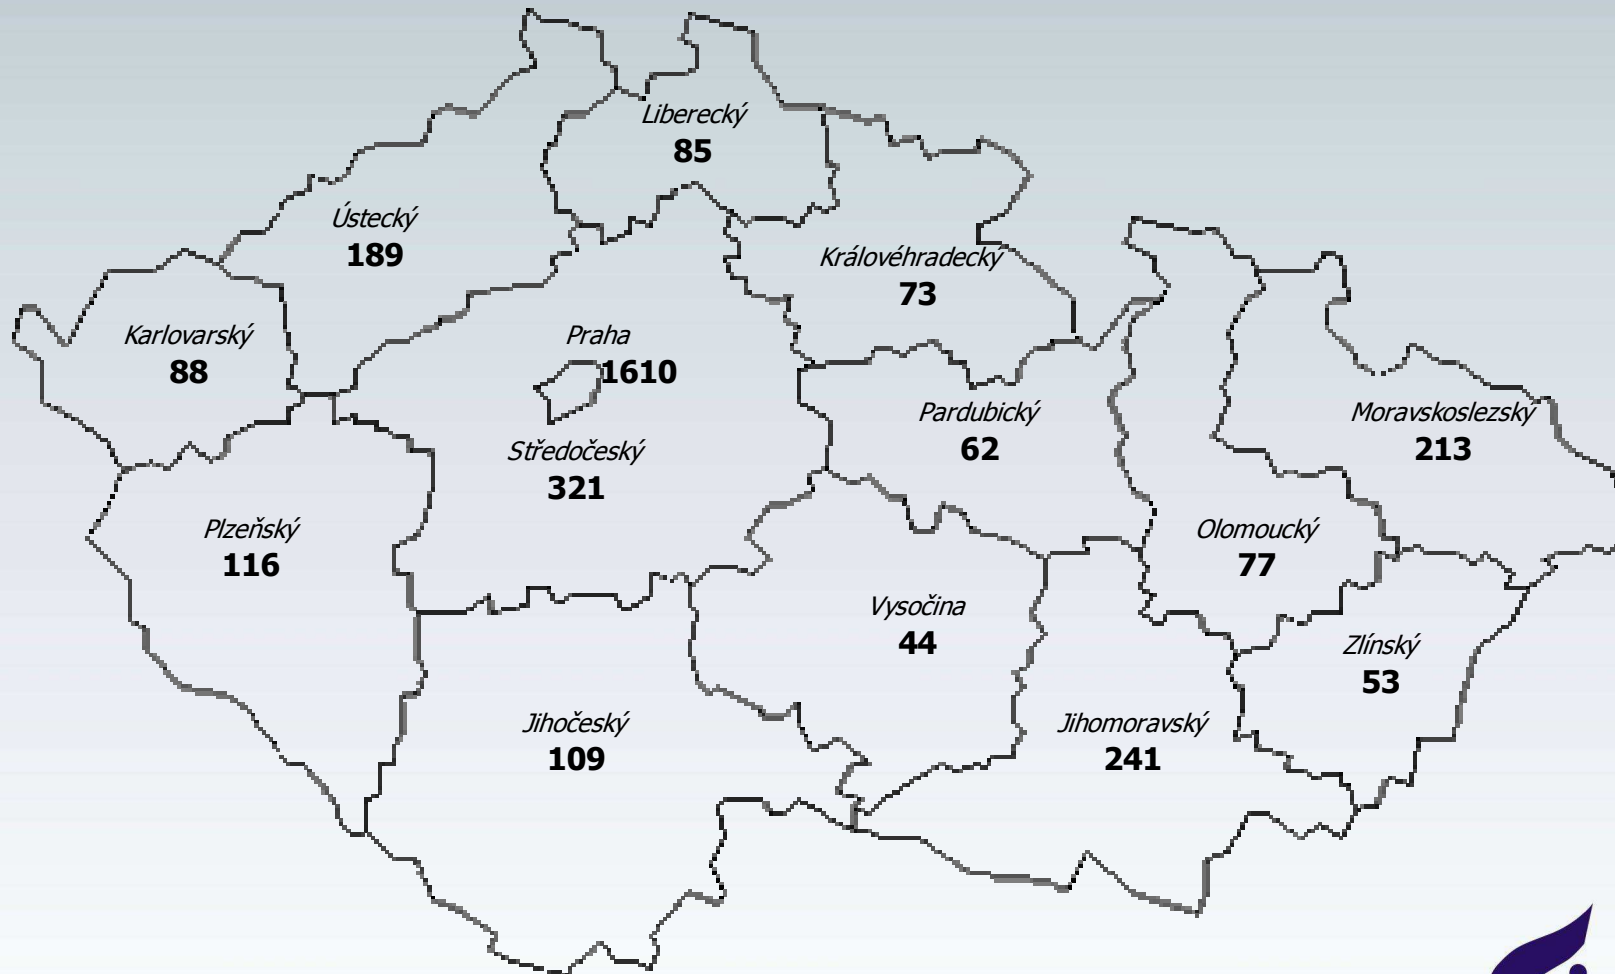 Liberecký
85
Ústecký
189
Královéhradecký
73
Karlovarský
88
Praha
1610
Pardubický
62
Moravskoslezský
213
Středočeský
321
Plzeňský
116
Olomoucký
77
Vysočina
44
Zlínský
53
Jihočeský
109
Jihomoravský
241